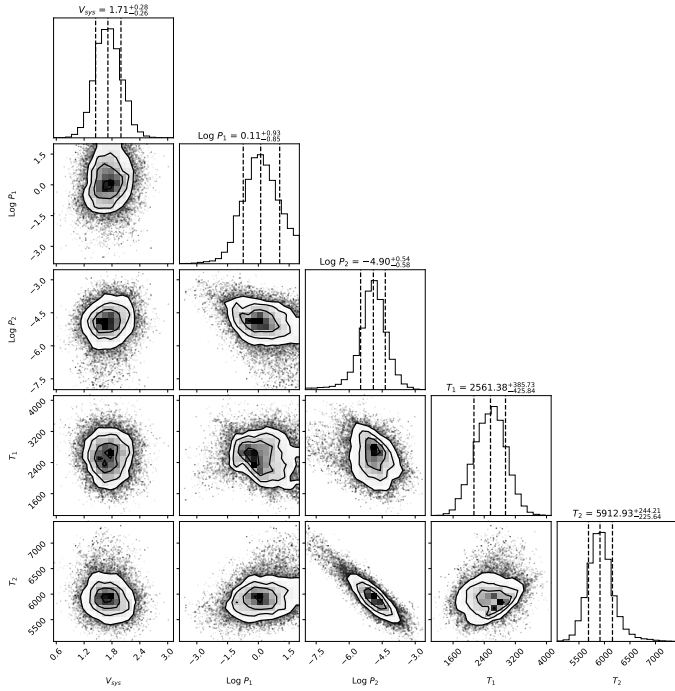 V_sys = 1.71 +0.28 −0.26
Log P_1 = 0.11 +0.93 −0.85
1.5
0.0
−1.5
−3.0
Log P_1
Log P_2 = −4.90 +0.54 −0.58
−3.0
−4.5
−6.0
−7.5
Log P_2
T_1 = 2561.38 +385.73 −425.84
4000
3200
2400
1600
T_1
T_2 = 5912.93 +244.21 −225.64
7000
6500
6000
5500
T_2
0.6 1.2 1.8 2.4 3.0 −3.0 −1.5 0.0 1.5 −7.5 −6.0 −4.5 −3.0 1600 2400 3200 4000 5500 6000 6500 7000
V_sys Log P_1 Log P_2 T_1 T_2